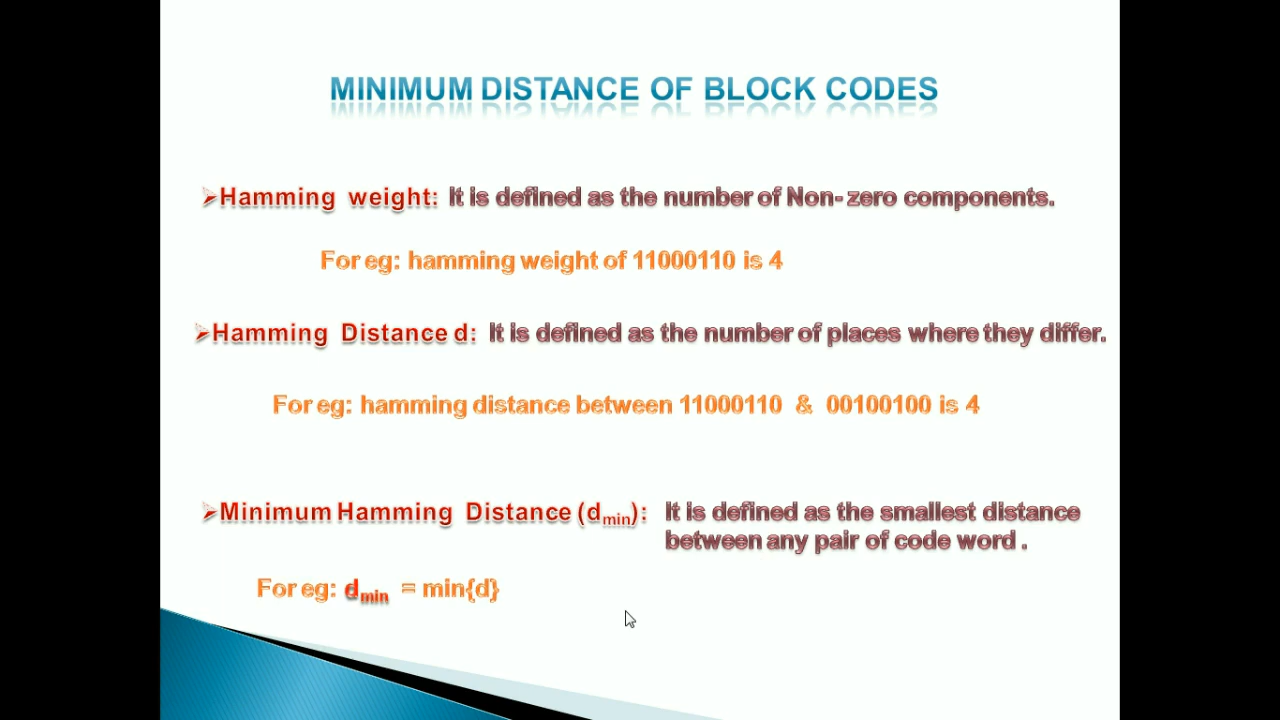 MINIMUM DISTANCE OF BLOCK CODES
➢Hamming weight: It is defined as the number of Non- zero components.
For eg: hamming weight of 11000110 is 4
➢Hamming Distance d: It is defined as the number of places where they differ.
For eg: hamming distance between 11000110 & 00100100 is 4
➢Minimum Hamming Distance (dmin): It is defined as the smallest distance
between any pair of code word .
For eg: dmin = min{d}